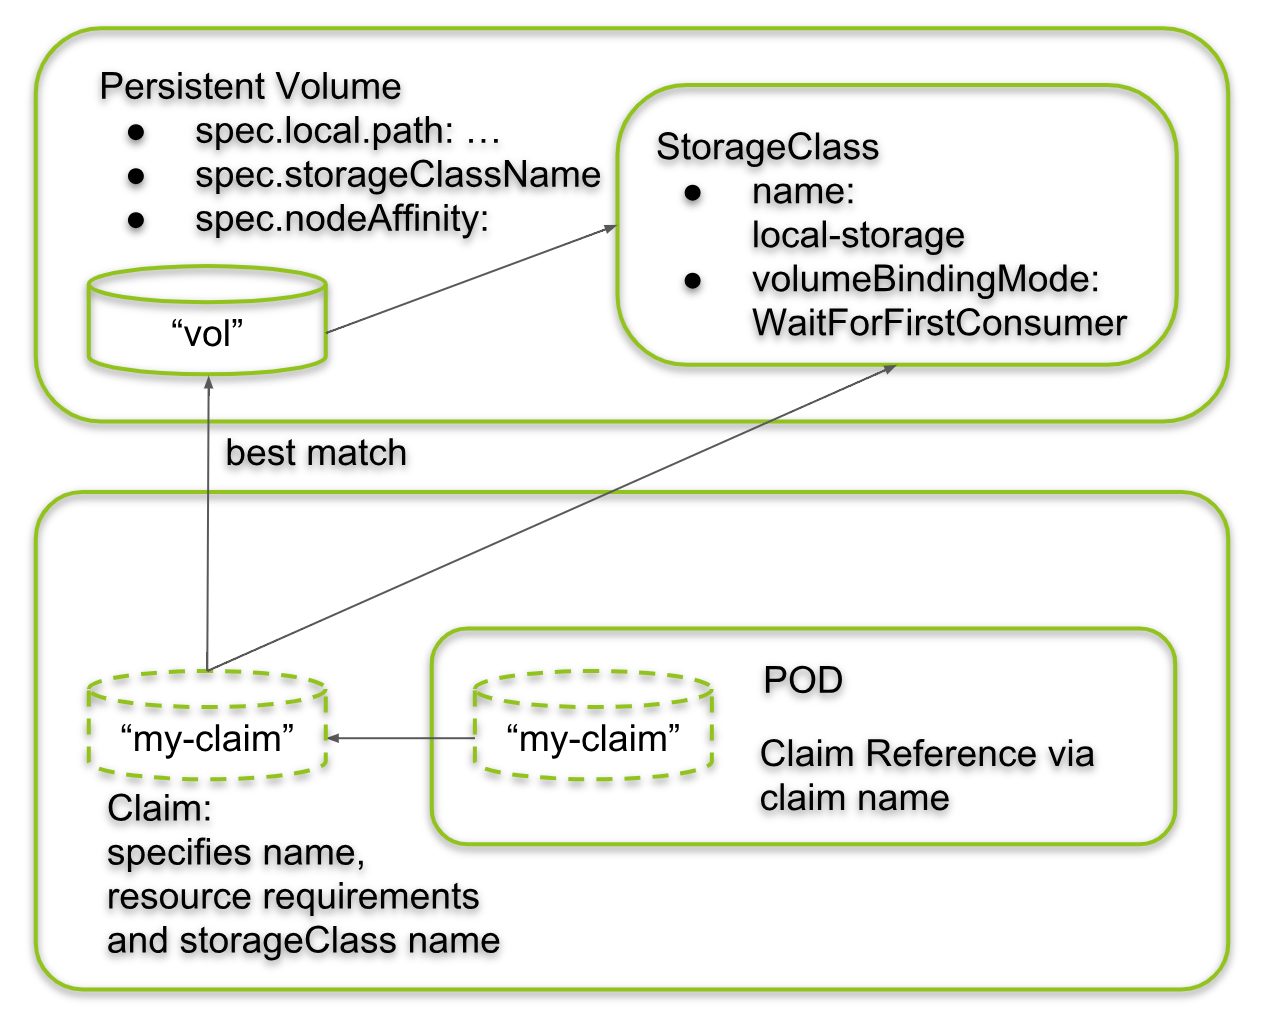 Persistent Volume
● spec.local.path: …
● spec.storageClassName
● spec.nodeAffinity:
“vol”
StorageClass
● name:
local-storage
● volumeBindingMode:
WaitForFirstConsumer
best match
“my-claim”
Claim:
specifies name,
resource requirements
and storageClass name
“my-claim”
POD
Claim Reference via
claim name